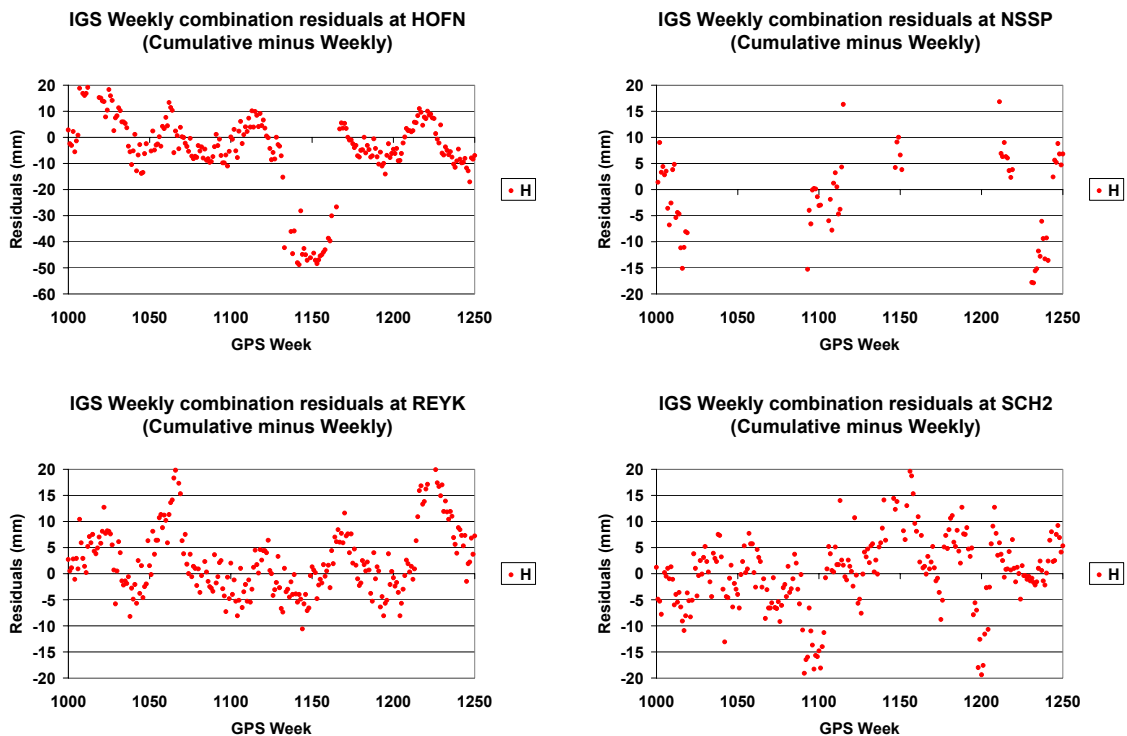 IGS Weekly combination residuals at HOFN
(Cumulative minus Weekly)
20
10
0
-10
-20
-30
-40
-50
-60
Residuals (mm)
1000 1050 1100 1150 1200 1250
GPS Week
H
IGS Weekly combination residuals at NSSP
(Cumulative minus Weekly)
20
15
10
5
0
-5
-10
-15
-20
Residuals (mm)
1000 1050 1100 1150 1200 1250
GPS Week
H
IGS Weekly combination residuals at REYK
(Cumulative minus Weekly)
20
15
10
5
0
-5
-10
-15
-20
Residuals (mm)
1000 1050 1100 1150 1200 1250
GPS Week
H
IGS Weekly combination residuals at SCH2
(Cumulative minus Weekly)
20
15
10
5
0
-5
-10
-15
-20
Residuals (mm)
1000 1050 1100 1150 1200 1250
GPS Week
H